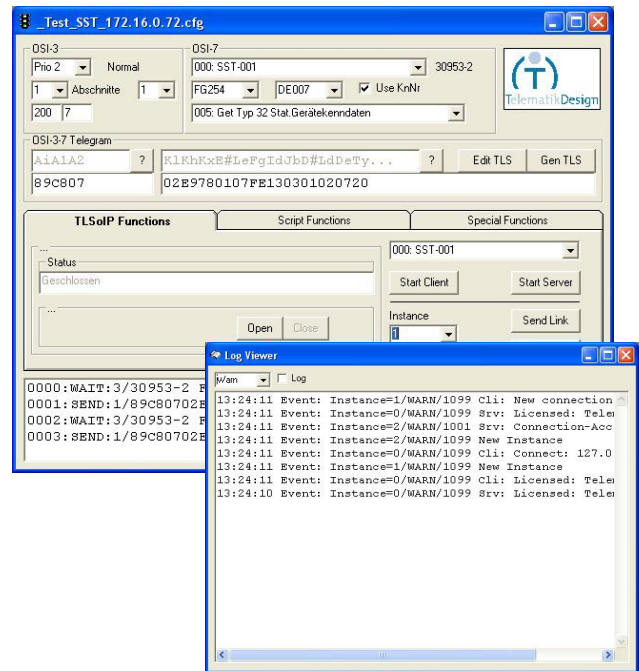 _Test_SST_172.16.0.72.cfg
OSI-3
Prio 2 Normal
1 Abschnitte 1
200 7
OSI-7
000: SST-001 30953-2
FG254 DE007 Use KnNr
005: Get Typ 32 Stat.Gerätekenndaten
TelematikDesign
OSI-3-7 Telegram
AiA1A2 ? KlKhKxE#LeFgIdJbD#LdDeTy... ? Edit TLS Gen TLS
89C807 02E9780107FE130301020720
TLSoIP Functions Script Functions Special Functions
...
Status
Geschlossen
...
Open Close
000: SST-001
Start Client Start Server
Instance
1 Send Link
0000:WAIT:3/30953-2 F
0001:SEND:1/89C80702E
0002:WAIT:3/30953-2 F
0003:SEND:1/89C80702E
Log Viewer
Warn Log
13:24:11 Event: Instance=1/WARN/1099 Cli: New connection
13:24:11 Event: Instance=0/WARN/1099 Srv: Licensed: Teler
13:24:11 Event: Instance=2/WARN/1001 Srv: Connection-Acc
13:24:11 Event: Instance=2/WARN/1099 New Instance
13:24:11 Event: Instance=0/WARN/1099 Cli: Connect: 127.0
13:24:11 Event: Instance=1/WARN/1099 New Instance
13:24:11 Event: Instance=0/WARN/1099 Cli: Licensed: Teler
13:24:10 Event: Instance=0/WARN/1099 Srv: Licensed: Teler